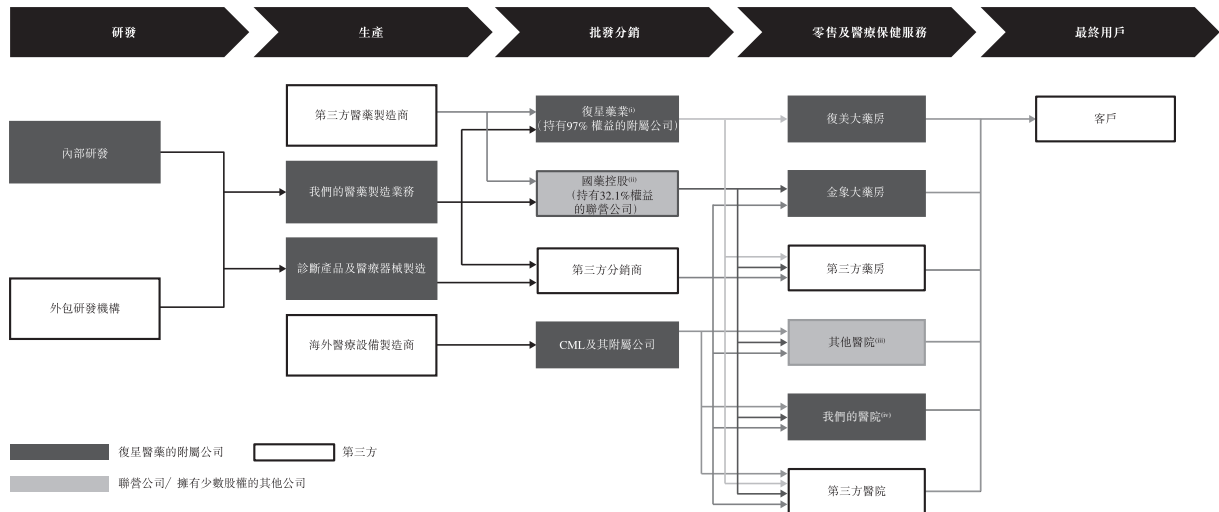 研發
生產
批發分銷
零售及醫療保健服務
最終用戶
內部研發
外包研發機構
第三方醫藥製造商
我們的醫藥製造業務
診斷產品及醫療器械製造
海外醫療設備製造商
復星藥業(i)
(持有97% 權益的附屬公司)
國藥控股(ii)
(持有32.1%權益
的聯營公司)
第三方分銷商
CML及其附屬公司
復美大藥房
金象大藥房
第三方藥房
其他醫院(iii)
我們的醫院(iv)
第三方醫院
客戶
復星醫藥的附屬公司
第三方
聯營公司/ 擁有少數股權的其他公司